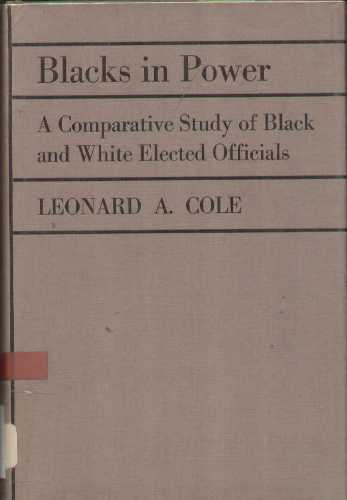 Blacks in Power
A Comparative Study of Black
and White Elected Officials
LEONARD A. COLE